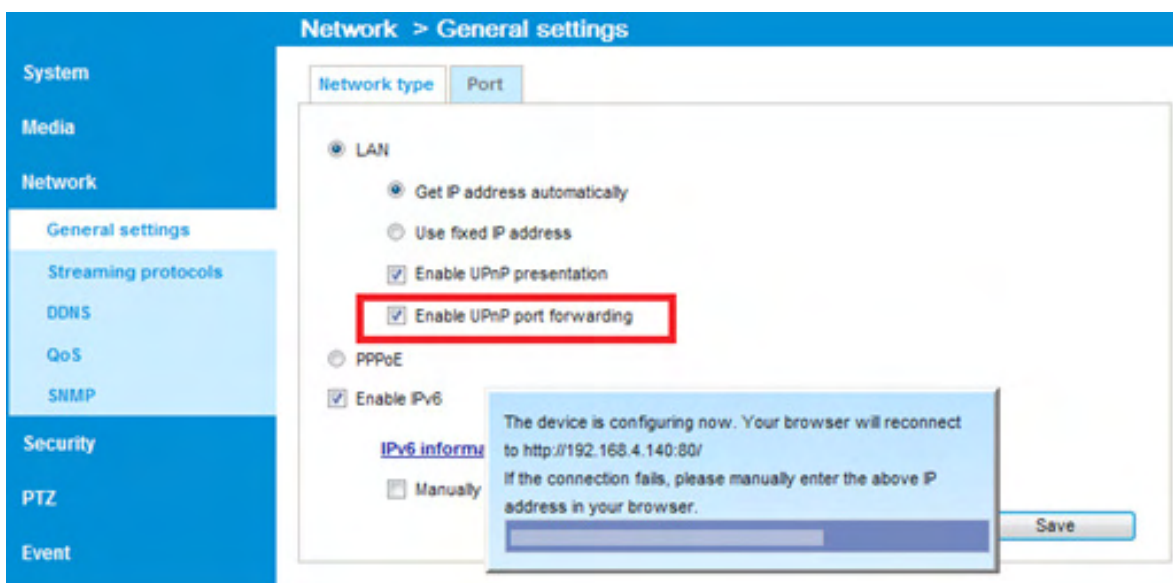 Network > General settings
System
Media
Network
General settings
Streaming protocols
DDNS
QoS
SNMP
Security
PTZ
Event
Network type
Port
LAN
Get IP address automatically
Use fixed IP address
Enable UPnP presentation
Enable UPnP port forwarding
PPPoE
Enable IPv6
IPv6 informa
Manually
The device is configuring now. Your browser will reconnect
to http://192.168.4.140:80/
If the connection fails, please manually enter the above IP
address in your browser.
Save